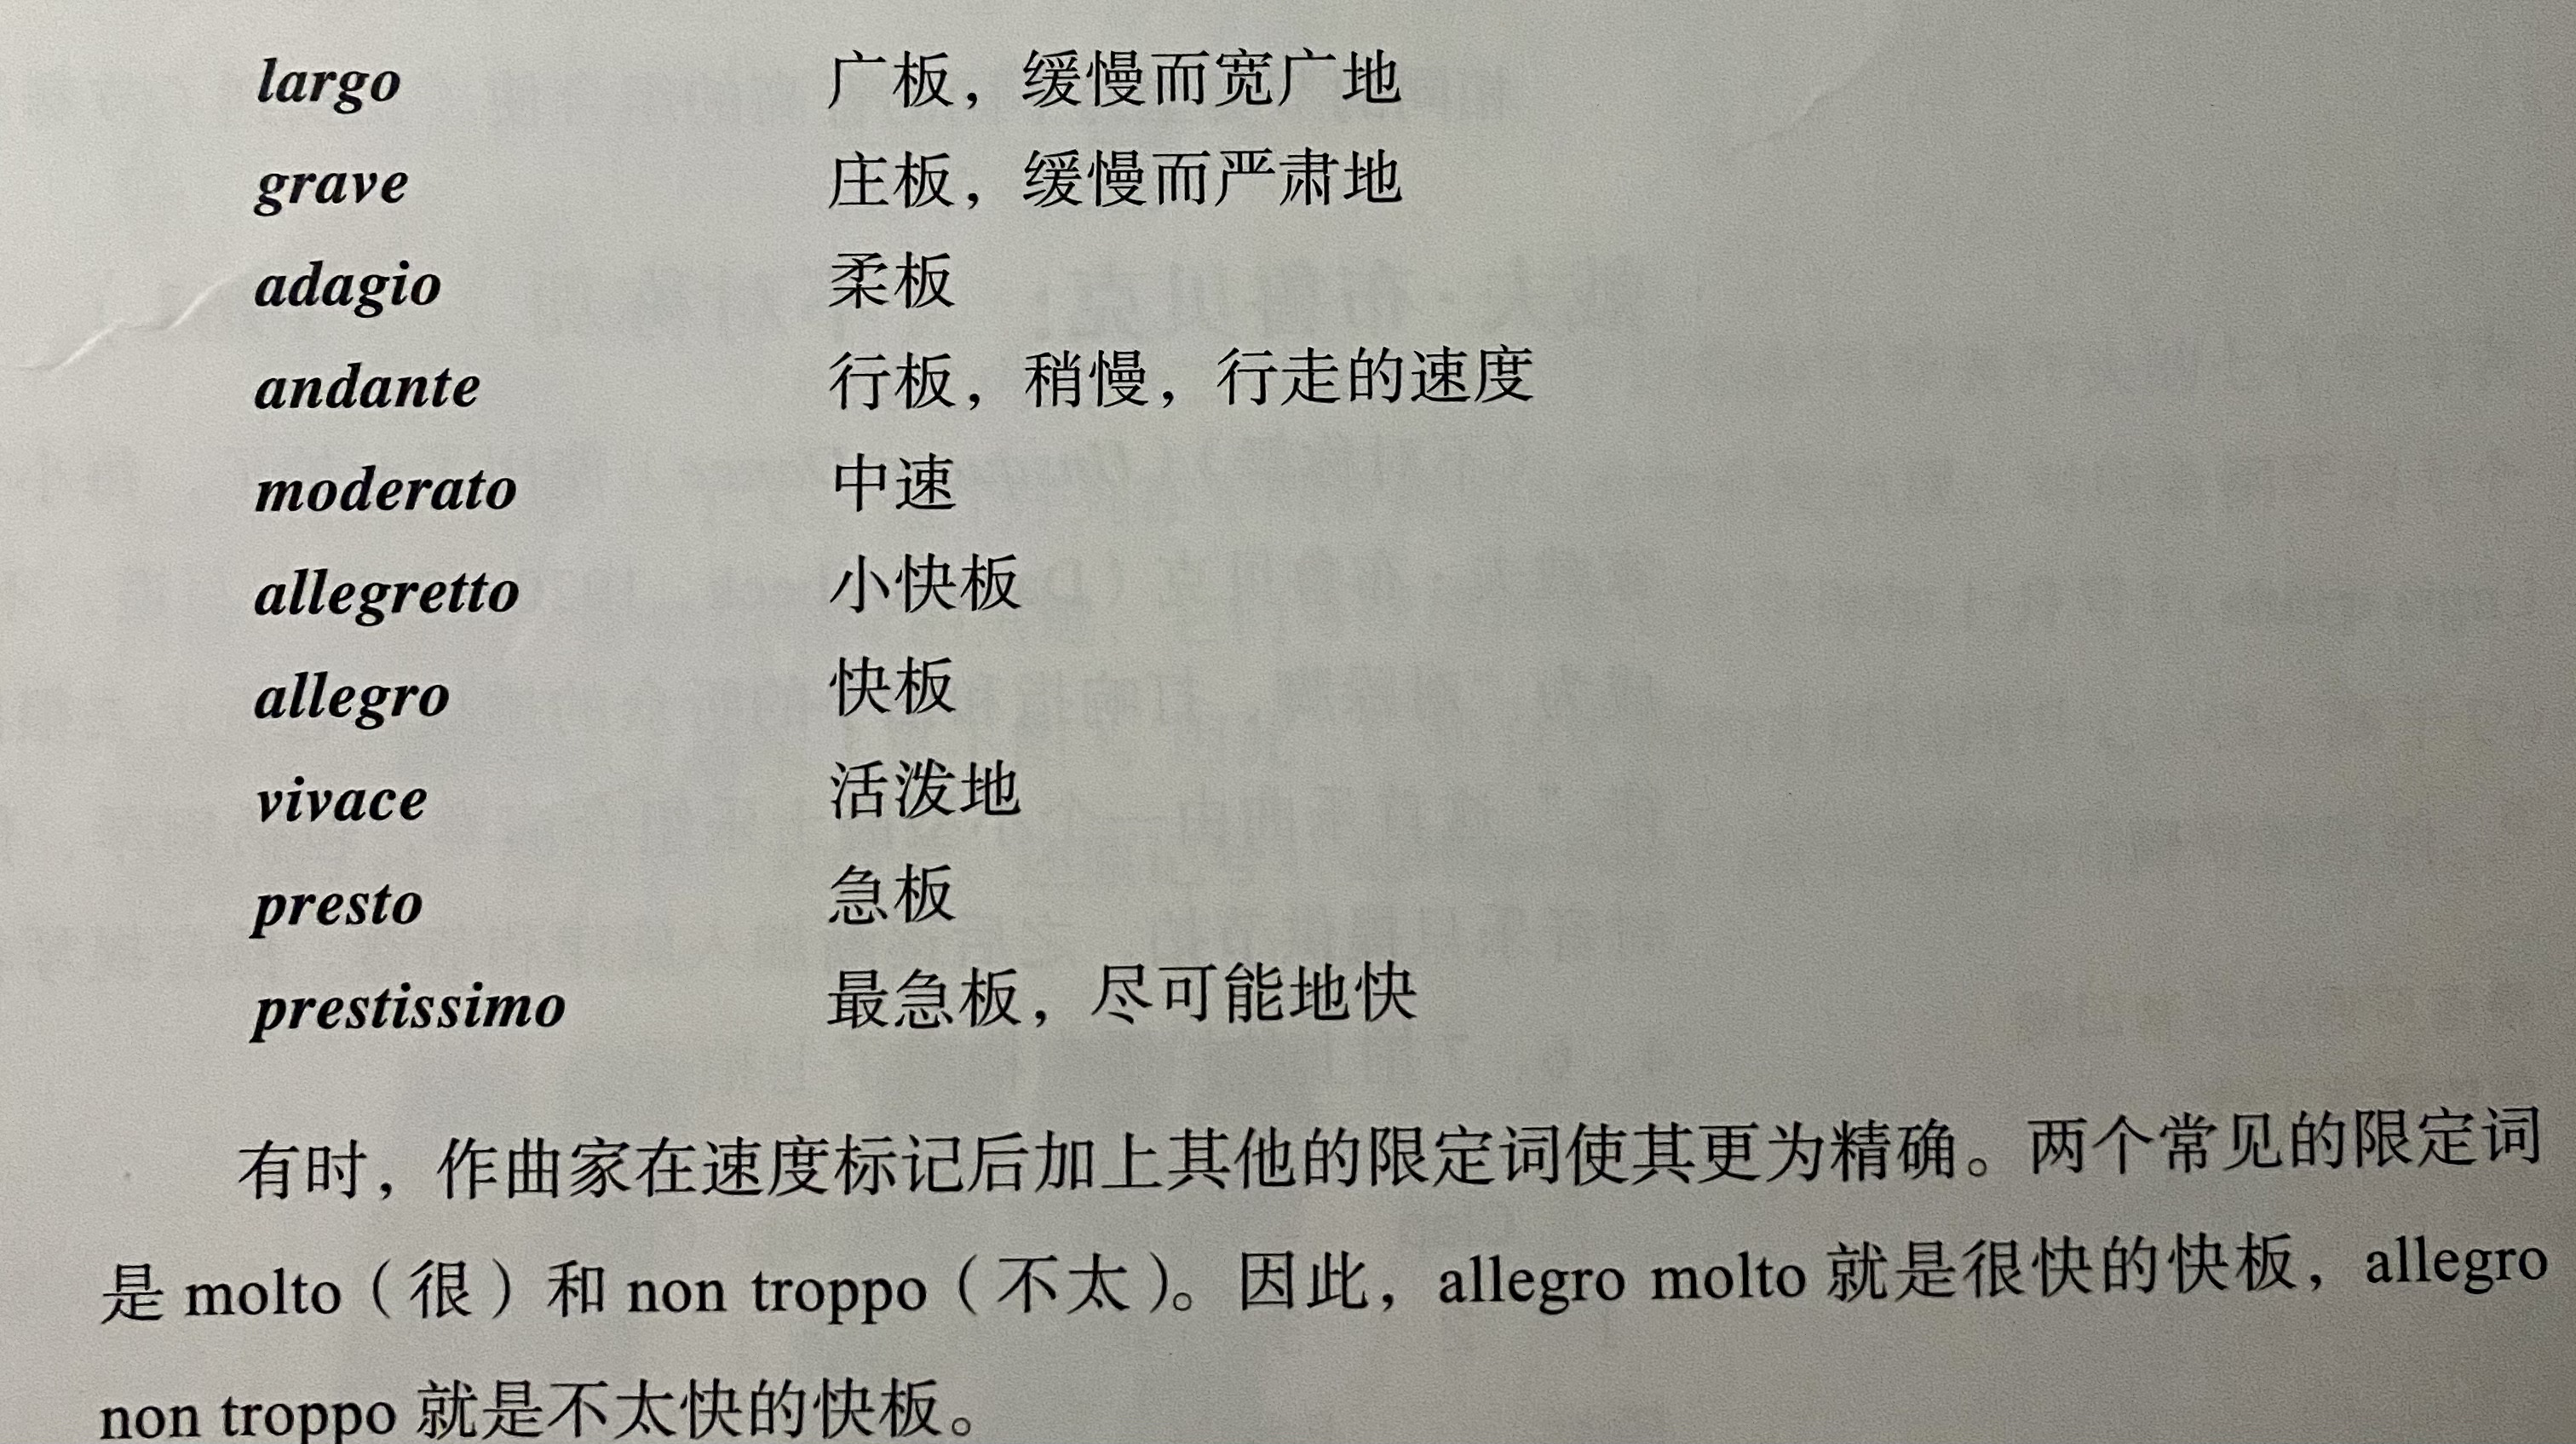 largo 广板，缓慢而宽广地
grave 庄板，缓慢而严肃地
adagio 柔板
andante 行板，稍慢，行走的速度
moderato 中速
allegretto 小快板
allegro 快板
vivace 活泼地
presto 急板
prestissimo 最急板，尽可能地快
有时，作曲家在速度标记后加上其他的限定词使其更为精确。两个常见的限定词
是 molto（很）和 non troppo（不太）。因此，allegro molto 就是很快的快板，allegro
non troppo 就是不太快的快板。